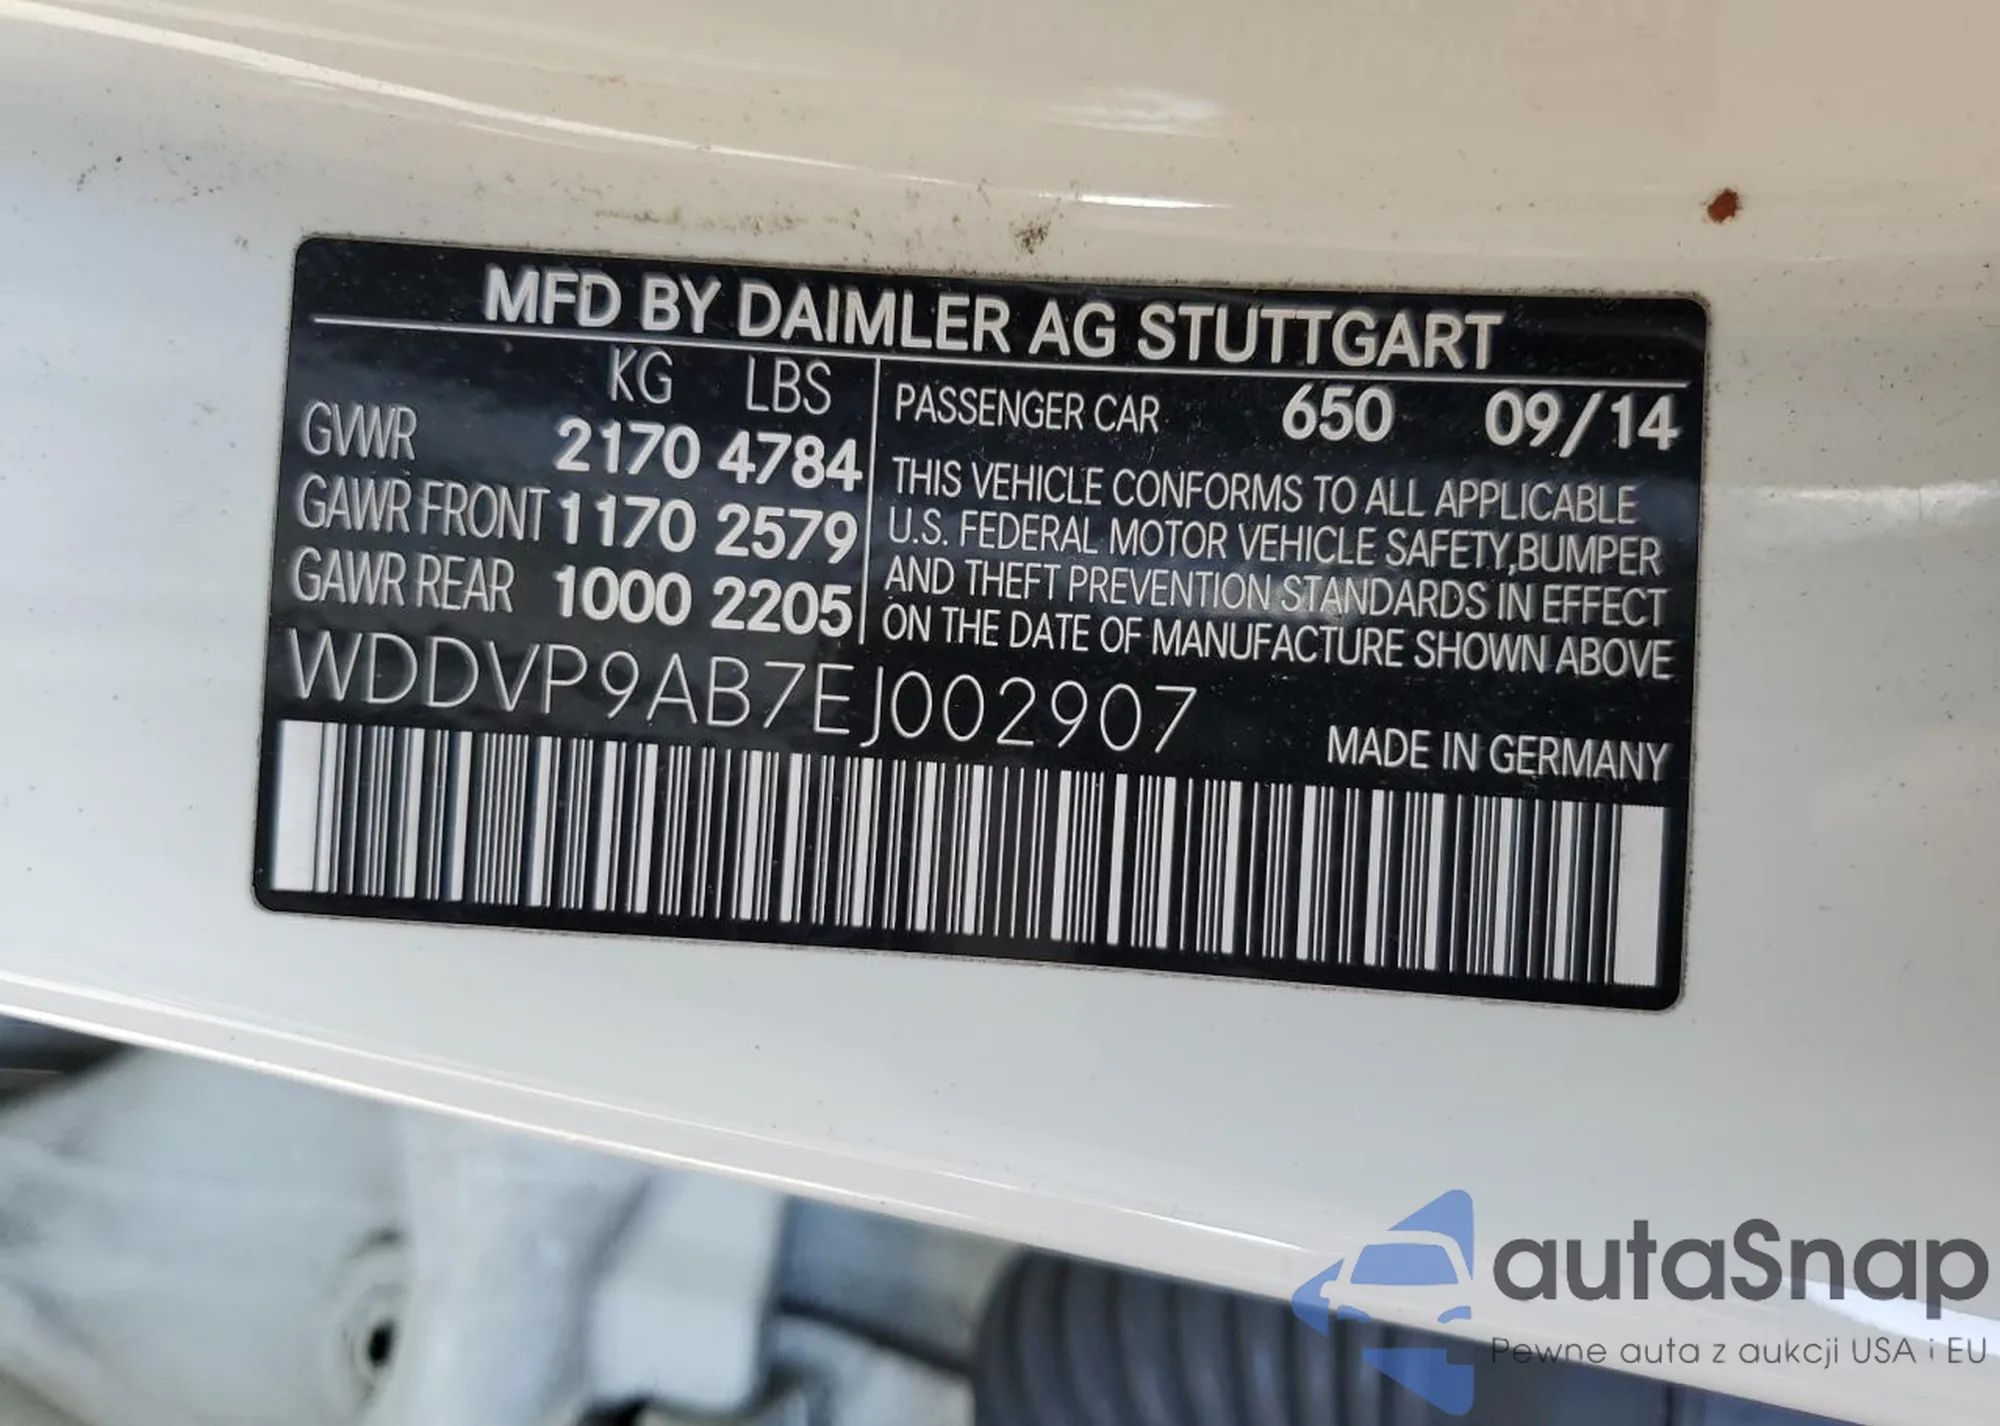 MFD BY DAIMLER AG STUTTGART
KG LBS
GVWR 2170 4784
GAWR FRONT 1170 2579
GAWR REAR 1000 2205
PASSENGER CAR 650 09/14
THIS VEHICLE CONFORMS TO ALL APPLICABLE
U.S. FEDERAL MOTOR VEHICLE SAFETY,BUMPER
AND THEFT PREVENTION STANDARDS IN EFFECT
ON THE DATE OF MANUFACTURE SHOWN ABOVE
WDDVP9AB7EJ002907
MADE IN GERMANY
autaSnap
Pewne auta z aukcji USA i EU